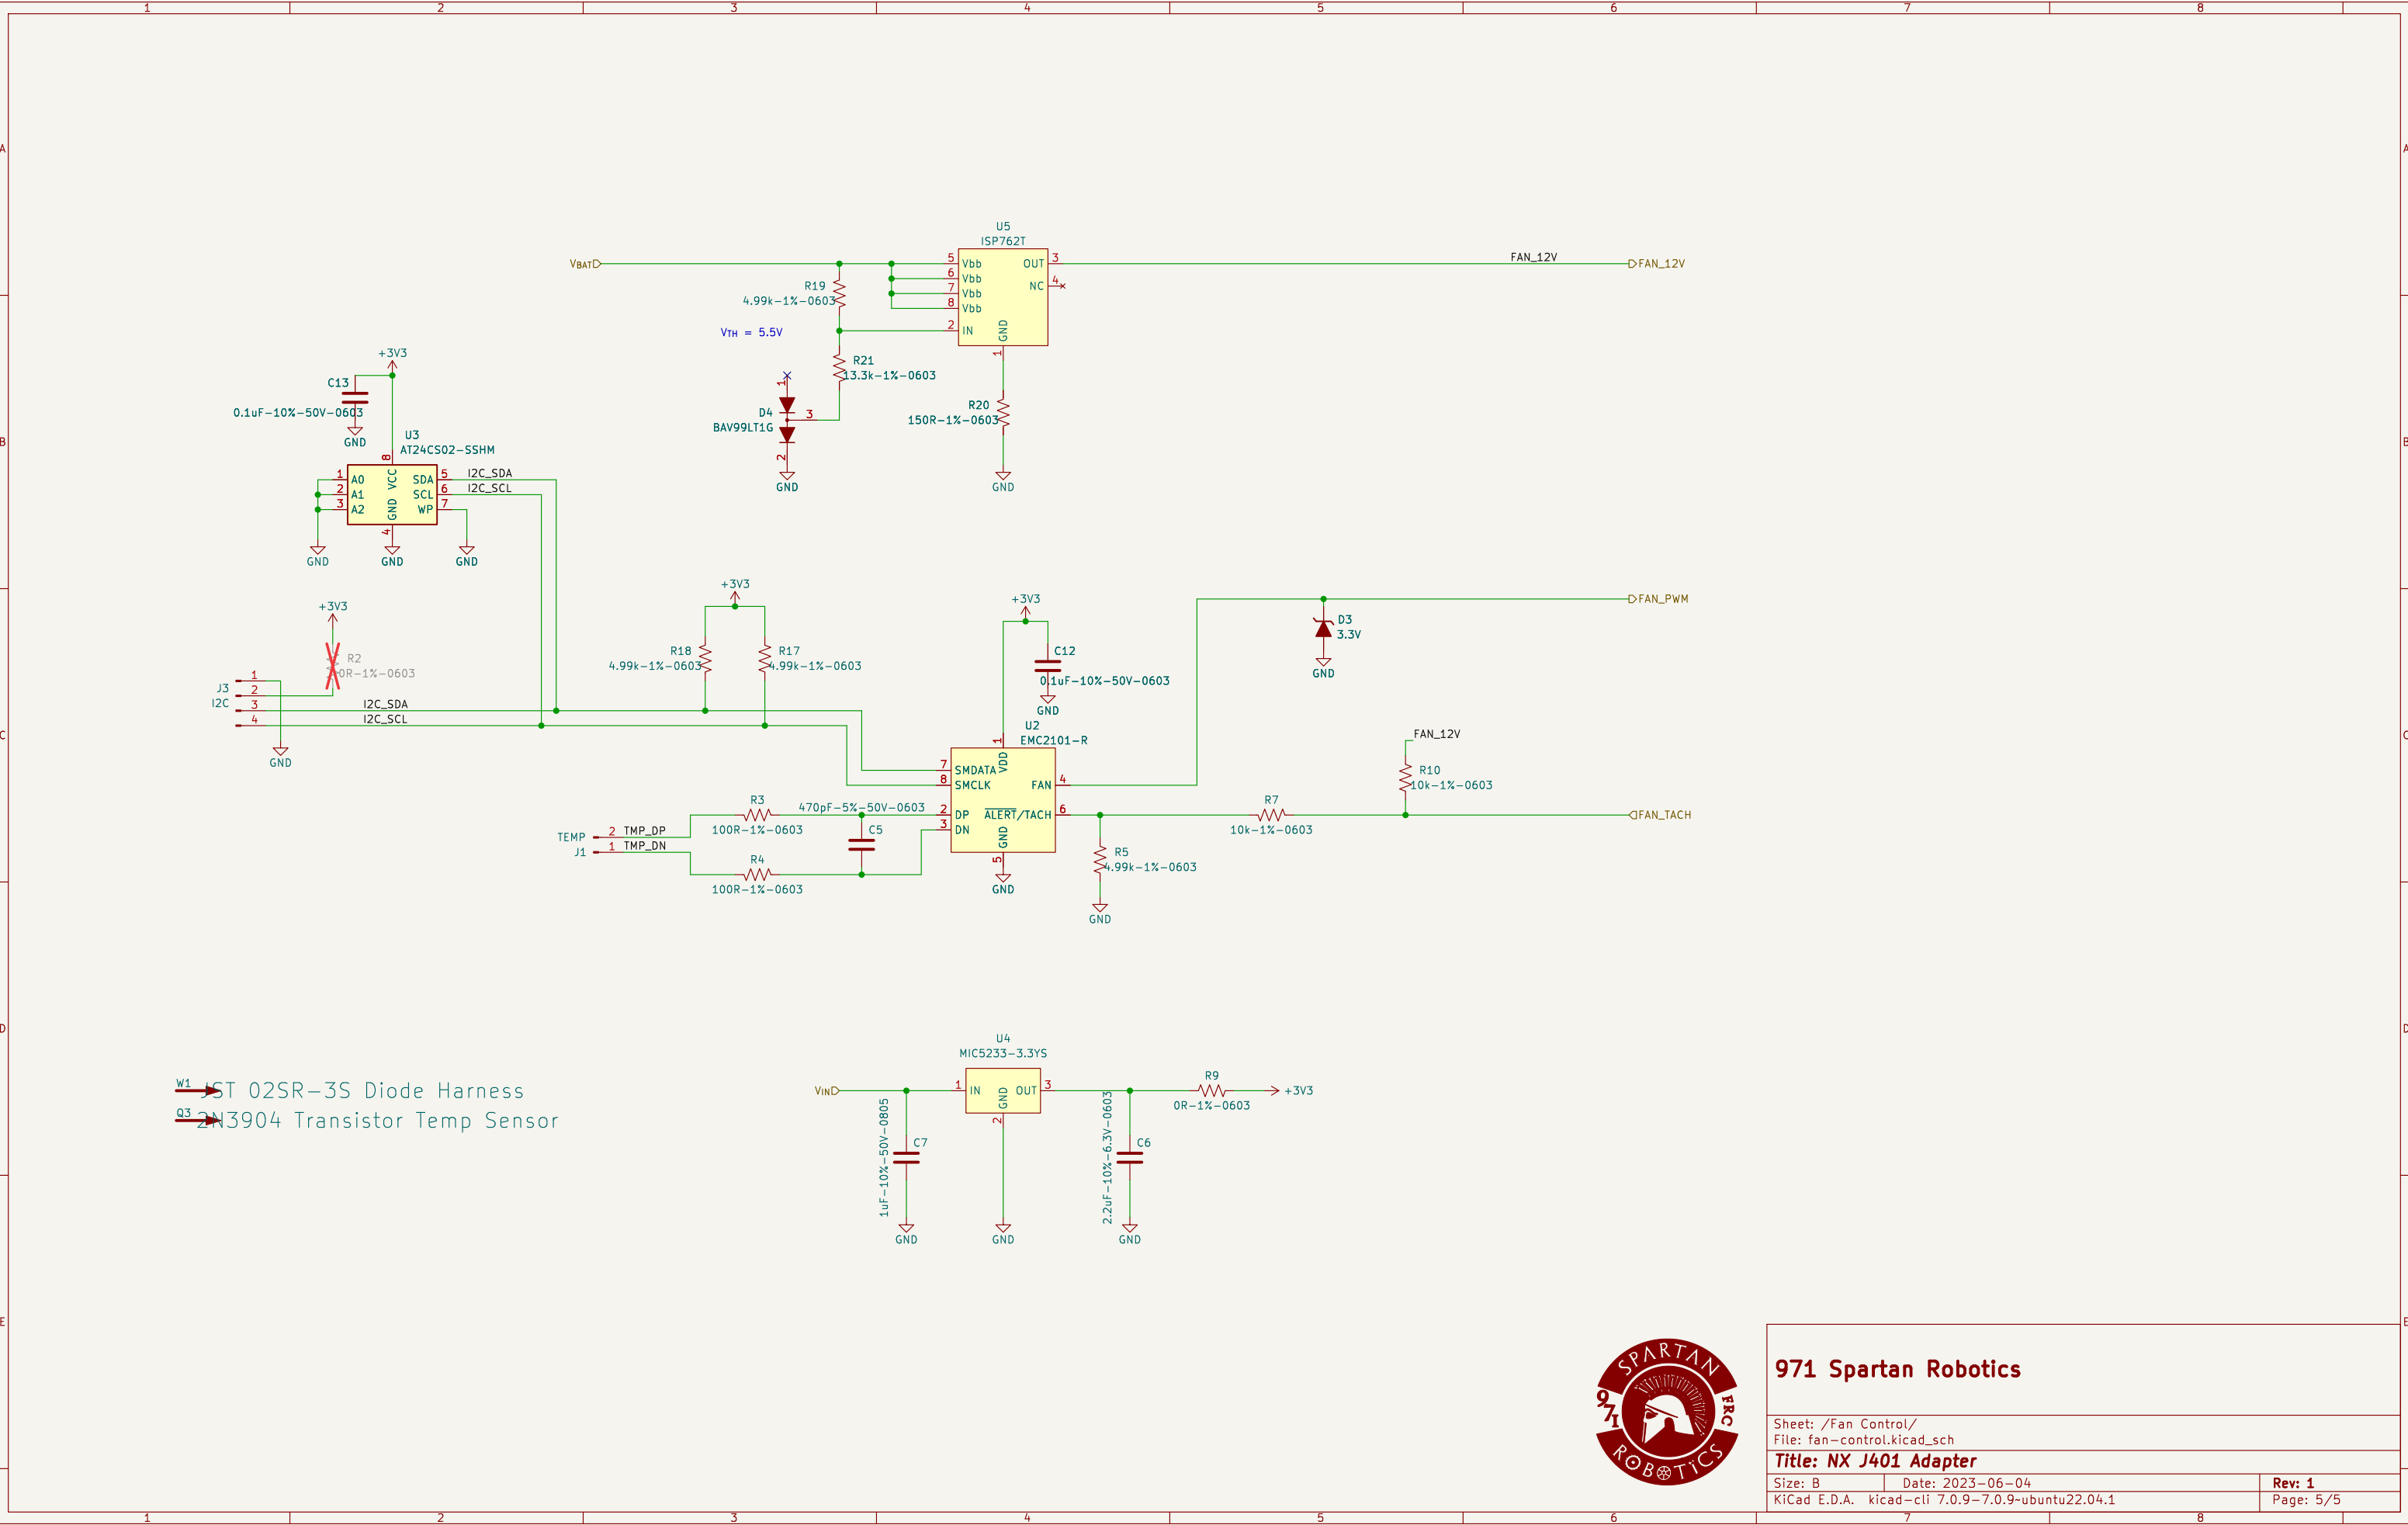 1 2 3 4 5 6 7 8
A
A
B
B
C
C
D
D
E
E
U5
ISP762T
VBAT
5 Vbb
6 Vbb
7 Vbb
8 Vbb
2 IN
OUT 3
NC 4
GND
1
FAN_12V
FAN_12V
R19
4.99k-1%-0603
VTH = 5.5V
R21
13.3k-1%-0603
1
D4
BAV99LT1G
3
2
GND
R20
150R-1%-0603
GND
+3V3
C13
0.1uF-10%-50V-0603
GND
U3
AT24CS02-SSHM
8
VCC
1 A0
2 A1
3 A2
SDA 5
SCL 6
WP 7
GND
4
I2C_SDA
I2C_SCL
GND
GND
GND
+3V3
R2
0R-1%-0603
J3
I2C
1
2
3
4
I2C_SDA
I2C_SCL
GND
+3V3
R18
4.99k-1%-0603
R17
4.99k-1%-0603
+3V3
C12
0.1uF-10%-50V-0603
GND
U2
EMC2101-R
1
VDD
7 SMDATA
8 SMCLK
2 DP
3 DN
FAN 4
ALERT/TACH 6
GND
5
GND
FAN_PWM
D3
3.3V
GND
FAN_12V
R10
10k-1%-0603
R7
10k-1%-0603
FAN_TACH
R5
4.99k-1%-0603
GND
TEMP
J1
2 TMP_DP
1 TMP_DN
R3
100R-1%-0603
R4
100R-1%-0603
470pF-5%-50V-0603
C5
U4
MIC5233-3.3YS
VIN
1 IN
OUT 3
GND
2
R9
0R-1%-0603
+3V3
C7
1uF-10%-50V-0805
C6
2.2uF-10%-6.3V-0603
GND
GND
GND
W1
JST 02SR-3S Diode Harness
Q3
2N3904 Transistor Temp Sensor
SPARTAN
971
FRC
ROBOTICS
971 Spartan Robotics
Sheet: /Fan Control/
File: fan-control.kicad_sch
Title: NX J401 Adapter
Size: B
Date: 2023-06-04
Rev: 1
KiCad E.D.A. kicad-cli 7.0.9-7.0.9~ubuntu22.04.1
Page: 5/5
1 2 3 4 5 6 7 8